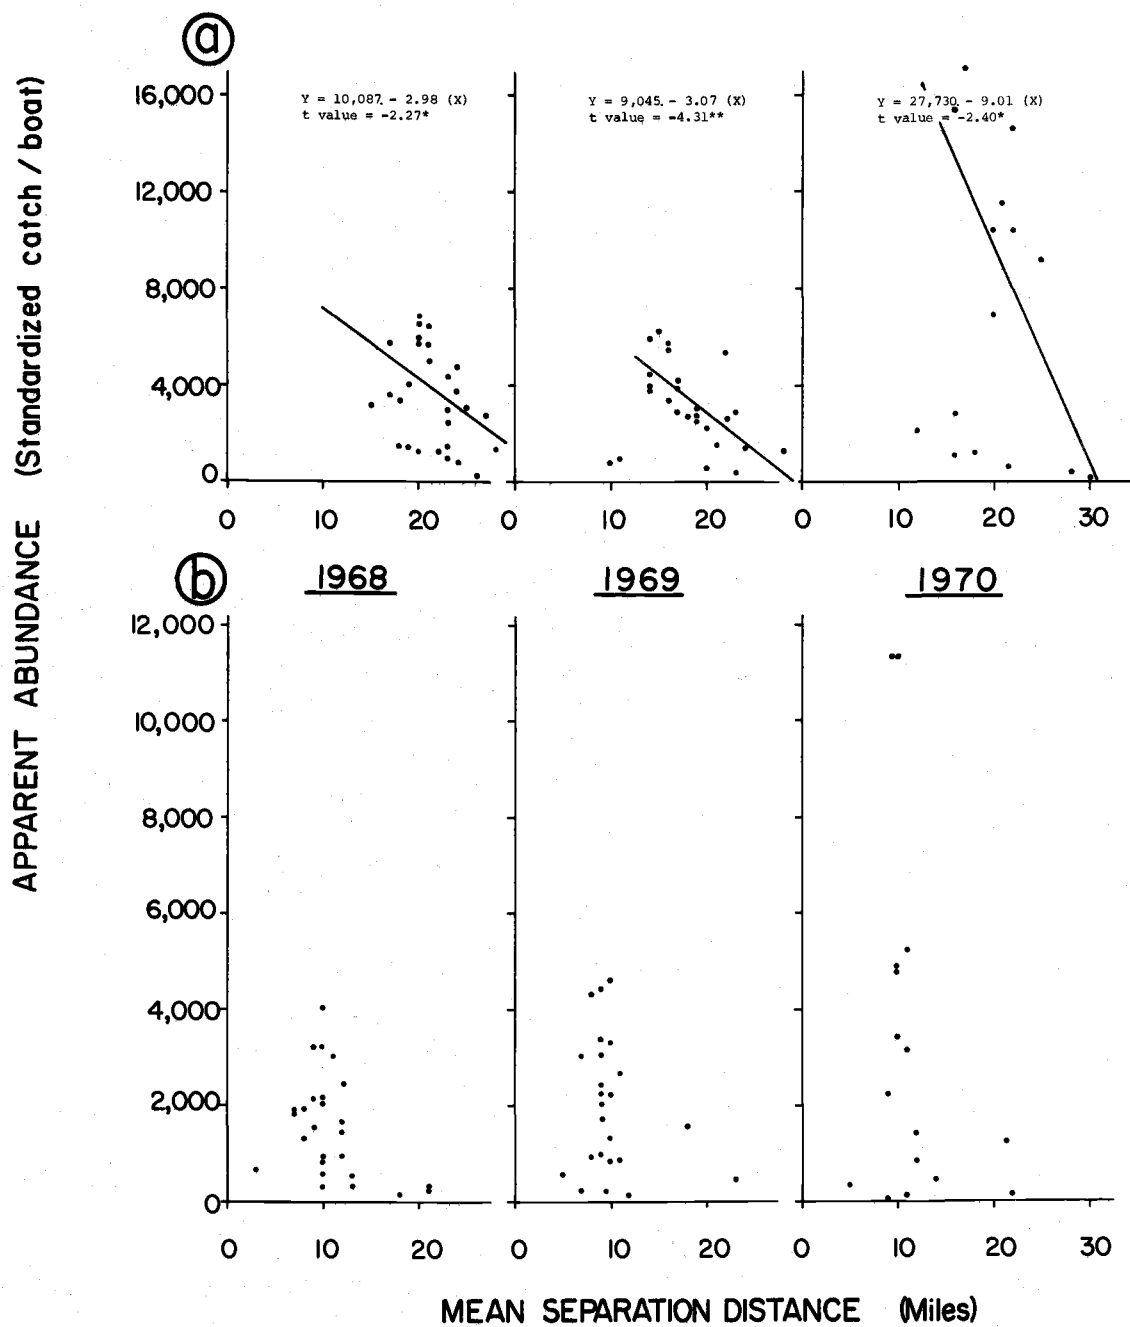 a
APPARENT ABUNDANCE (Standardized catch / boat)
16,000
12,000
8,000
4,000
0
Y = 10,087. - 2.98 (X)
t value = -2.27*
Y = 9,045. - 3.07 (X)
t value = -4.31**
Y = 27,730. - 9.01 (X)
t value = -2.40*
0 10 20 0 10 20 0 10 20 30
b
1968 1969 1970
12,000
10,000
8,000
6,000
4,000
2,000
0
0 10 20 0 10 20 0 10 20 30
MEAN SEPARATION DISTANCE (Miles)